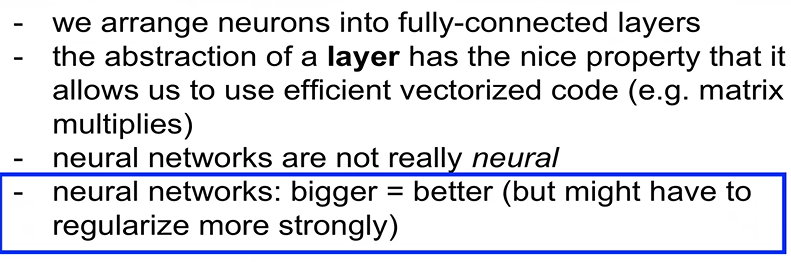 - we arrange neurons into fully-connected layers
- the abstraction of a layer has the nice property that it
allows us to use efficient vectorized code (e.g. matrix
multiplies)
- neural networks are not really neural
- neural networks: bigger = better (but might have to
regularize more strongly)